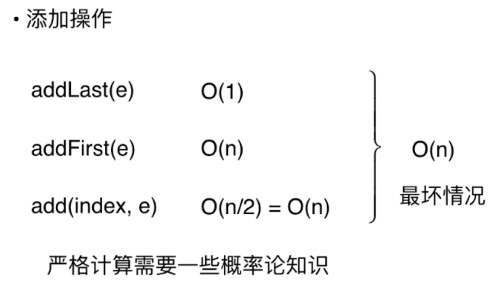 • 添加操作
addLast(e) O(1)
addFirst(e) O(n)
add(index, e) O(n/2) = O(n)
O(n)
最坏情况
严格计算需要一些概率论知识